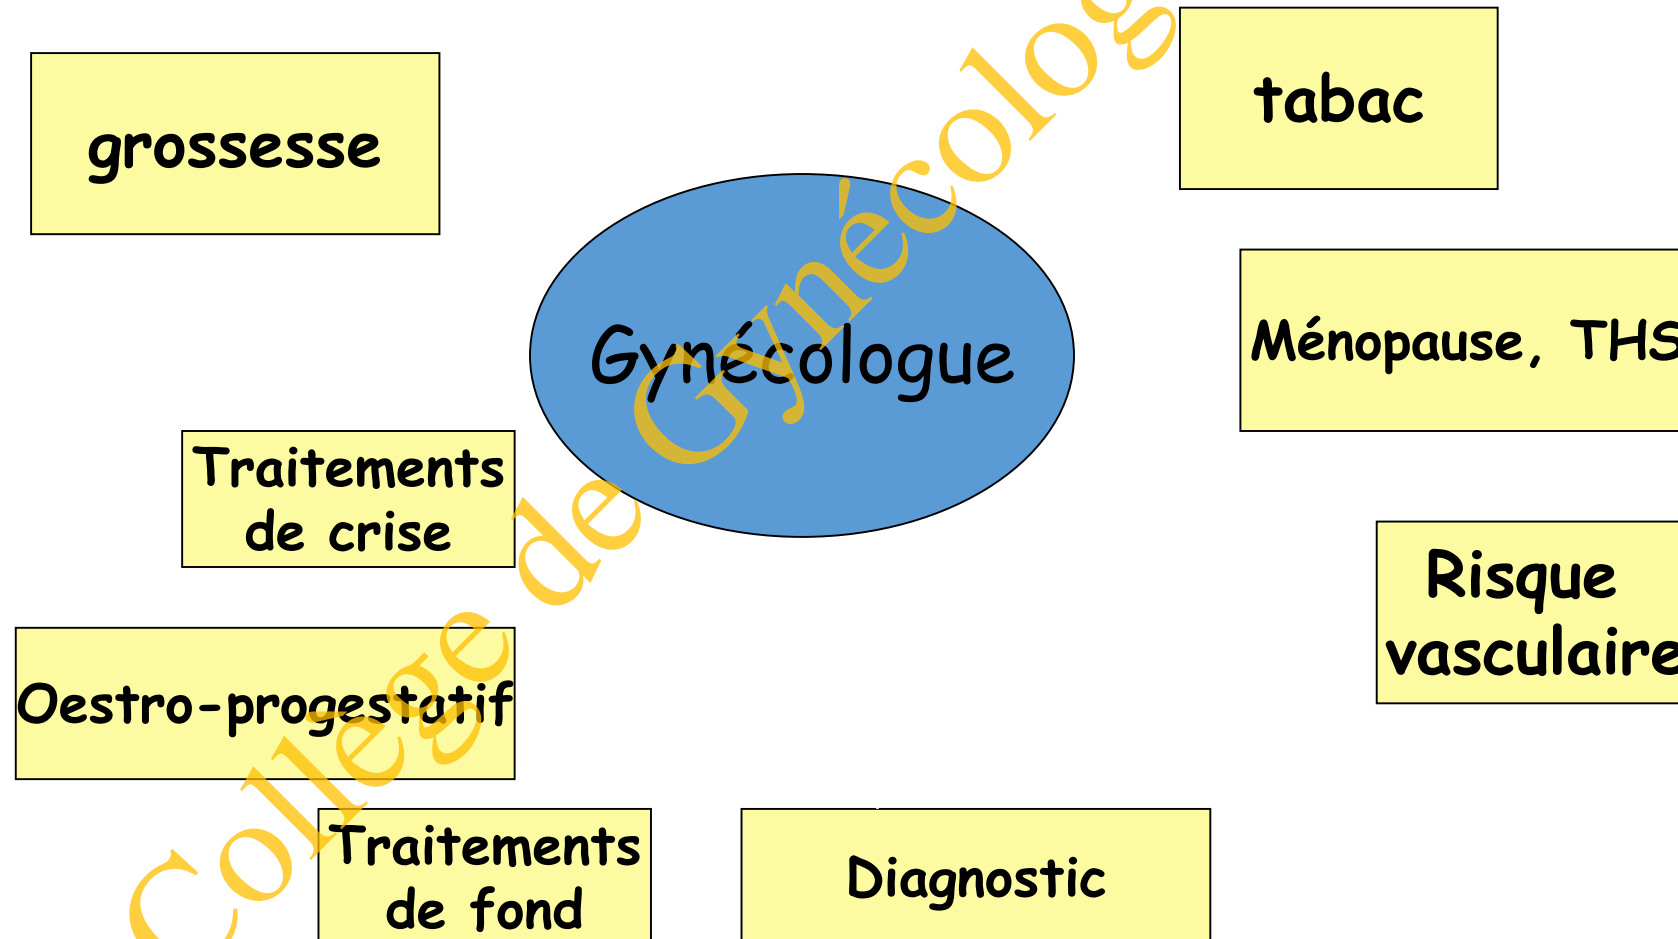 grossesse
tabac
Gynécologue
Ménopause, THS
Traitements
de crise
Risque
vasculaire
Oestro-progestatif
Traitements
de fond
Diagnostic
Collège de Gynécolog